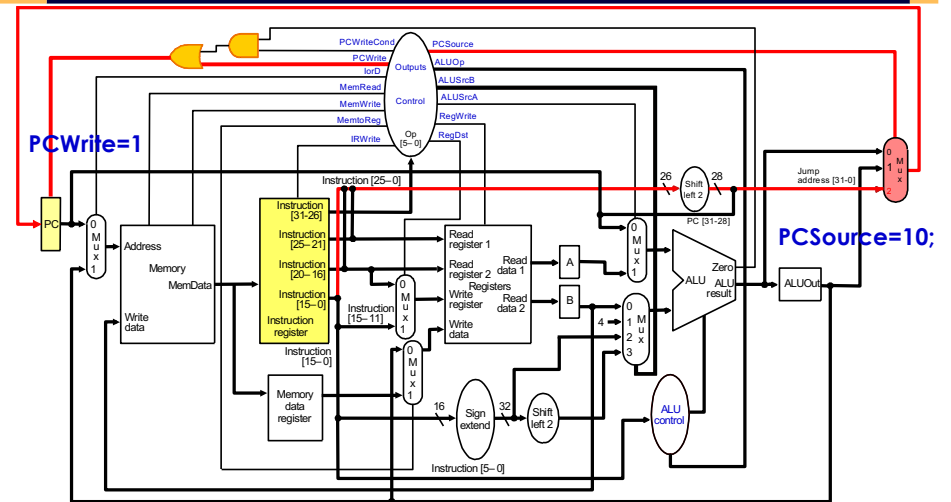 PCWriteCond
PCSource
PCWrite
ALUOp
Outputs
IorD
ALUSrcB
MemRead
ALUSrcA
Control
MemWrite
RegWrite
MemtoReg
RegDst
Op
[5–0]
IRWrite
PCWrite=1
PCSource=10;
Instruction [25–0]
26
28
Shift
left 2
Jump
address [31-0]
PC [31-28]
0
1
2
M
u
x
PC
0
M
u
x
1
Address
Memory
MemData
Write
data
Instruction
[31-26]
Instruction
[25–21]
Instruction
[20–16]
Instruction
[15–0]
Instruction
register
Instruction
[15–11]
Instruction
[15–0]
0
M
u
x
1
0
M
u
x
1
Read
register 1
Read
register 2
Registers
Write
register
Write
data
Read
data 1
Read
data 2
A
B
0
M
u
x
1
4
0
1
2
3
M
u
x
Zero
ALU
ALU
result
ALUOut
Memory
data
register
16
Sign
extend
32
Shift
left 2
ALU
control
Instruction [5–0]